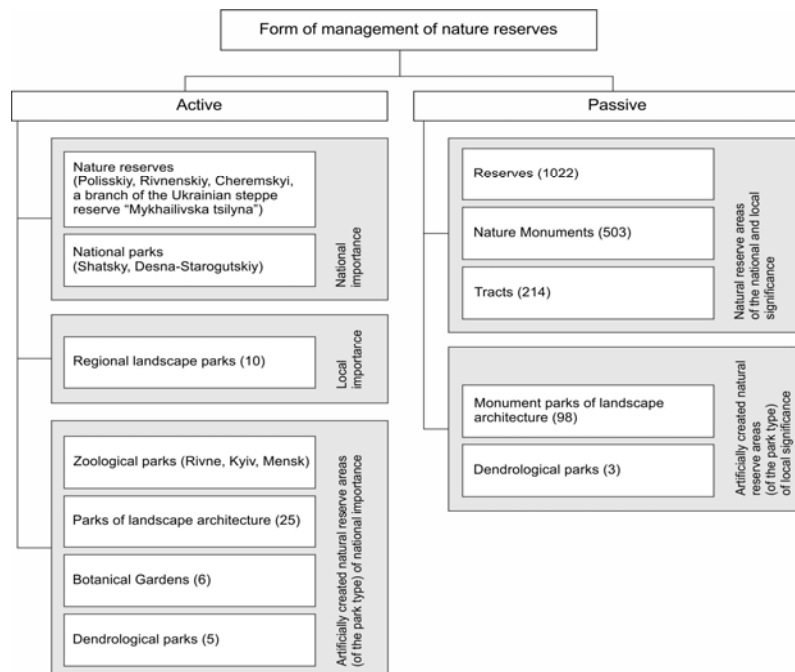 Form of management of nature reserves
Active
Nature reserves
(Polisskiy, Rivnenskiy, Cheremskyi,
a branch of the Ukrainian steppe
reserve “Mykhailivska tsilyna”)
National parks
(Shatsky, Desna-Starogutskiy)
National
importance
Regional landscape parks (10)
Local
importance
Zoological parks (Rivne, Kyiv, Mensk)
Parks of landscape architecture (25)
Botanical Gardens (6)
Dendrological parks (5)
Artificially created natural reserve areas
(of the park type) of national importance
Passive
Reserves (1022)
Nature Monuments (503)
Tracts (214)
Natural reserve areas
of the national and local
significance
Monument parks of landscape
architecture (98)
Dendrological parks (3)
Artificially created natural
reserve areas
(of the park type)
of local significance